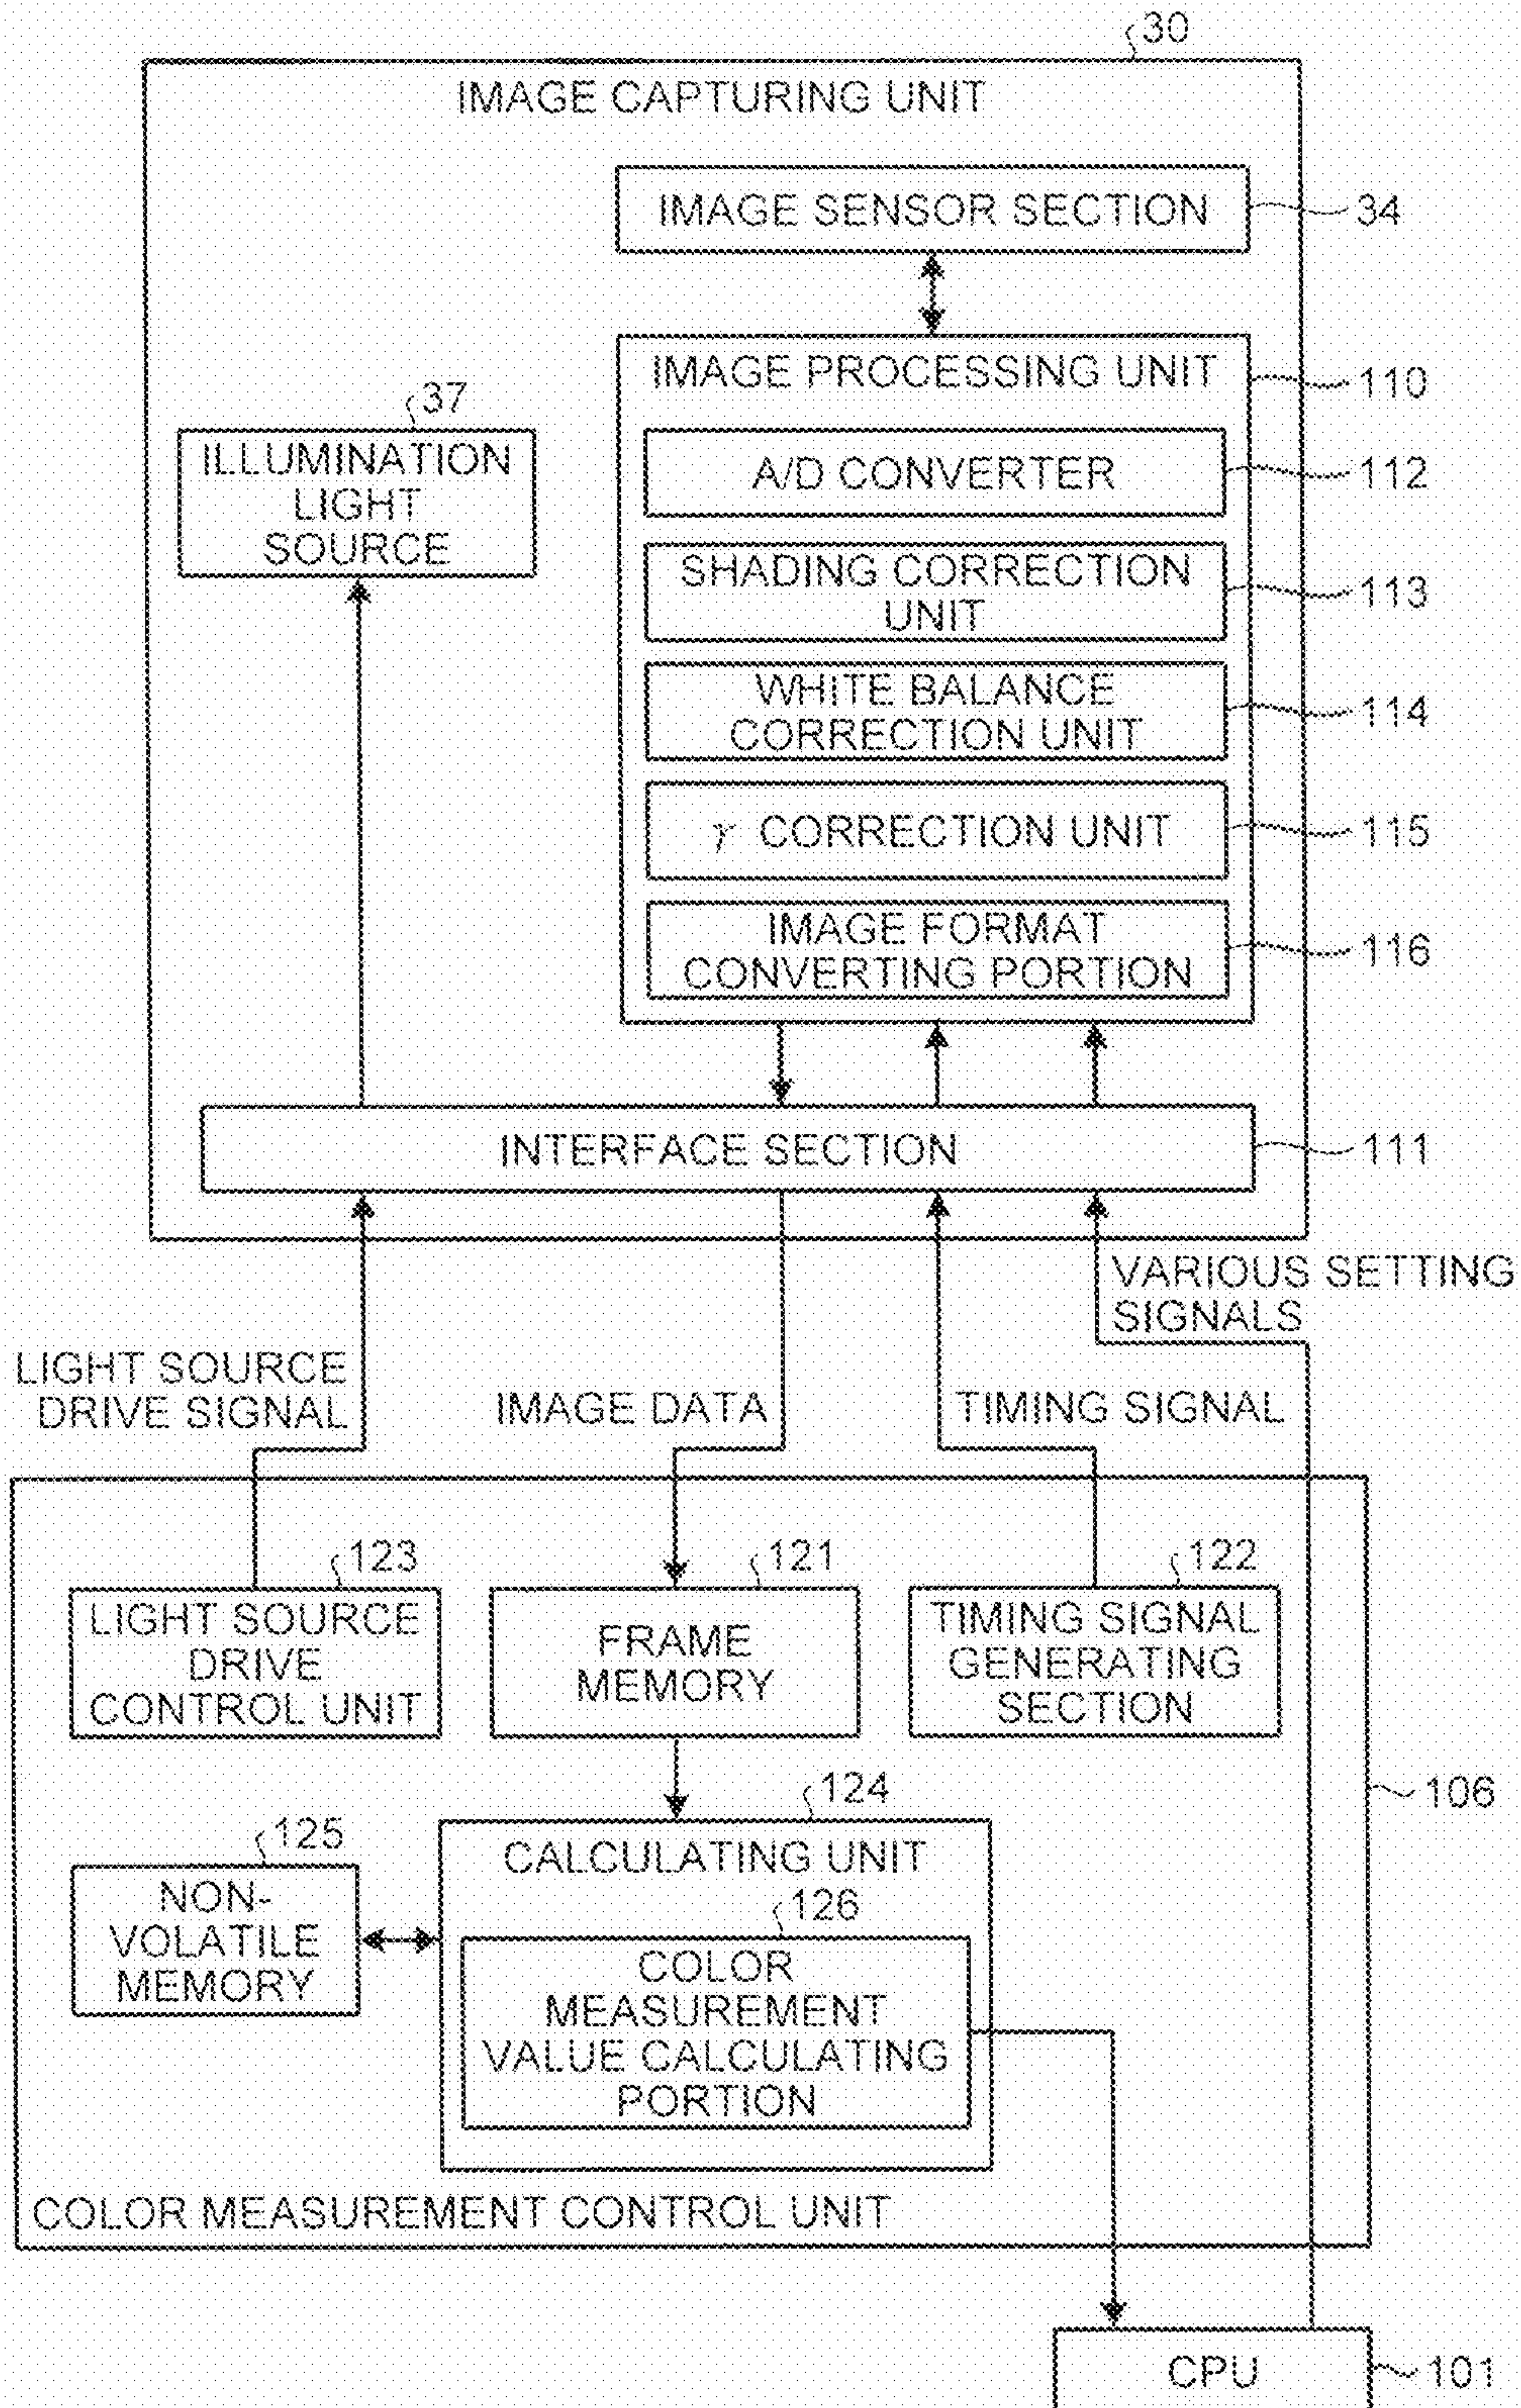 30
IMAGE CAPTURING UNIT
IMAGE SENSOR SECTION
34
IMAGE PROCESSING UNIT
110
37
ILLUMINATION
LIGHT
SOURCE
A/D CONVERTER
112
SHADING CORRECTION
UNIT
113
WHITE BALANCE
CORRECTION UNIT
114
γ CORRECTION UNIT
115
IMAGE FORMAT
CONVERTING PORTION
116
INTERFACE SECTION
111
VARIOUS SETTING
SIGNALS
LIGHT SOURCE
DRIVE SIGNAL
IMAGE DATA
TIMING SIGNAL
123
LIGHT SOURCE
DRIVE
CONTROL UNIT
121
FRAME
MEMORY
122
TIMING SIGNAL
GENERATING
SECTION
106
124
CALCULATING UNIT
125
NON-
VOLATILE
MEMORY
126
COLOR
MEASUREMENT
VALUE CALCULATING
PORTION
COLOR MEASUREMENT CONTROL UNIT
CPU
101